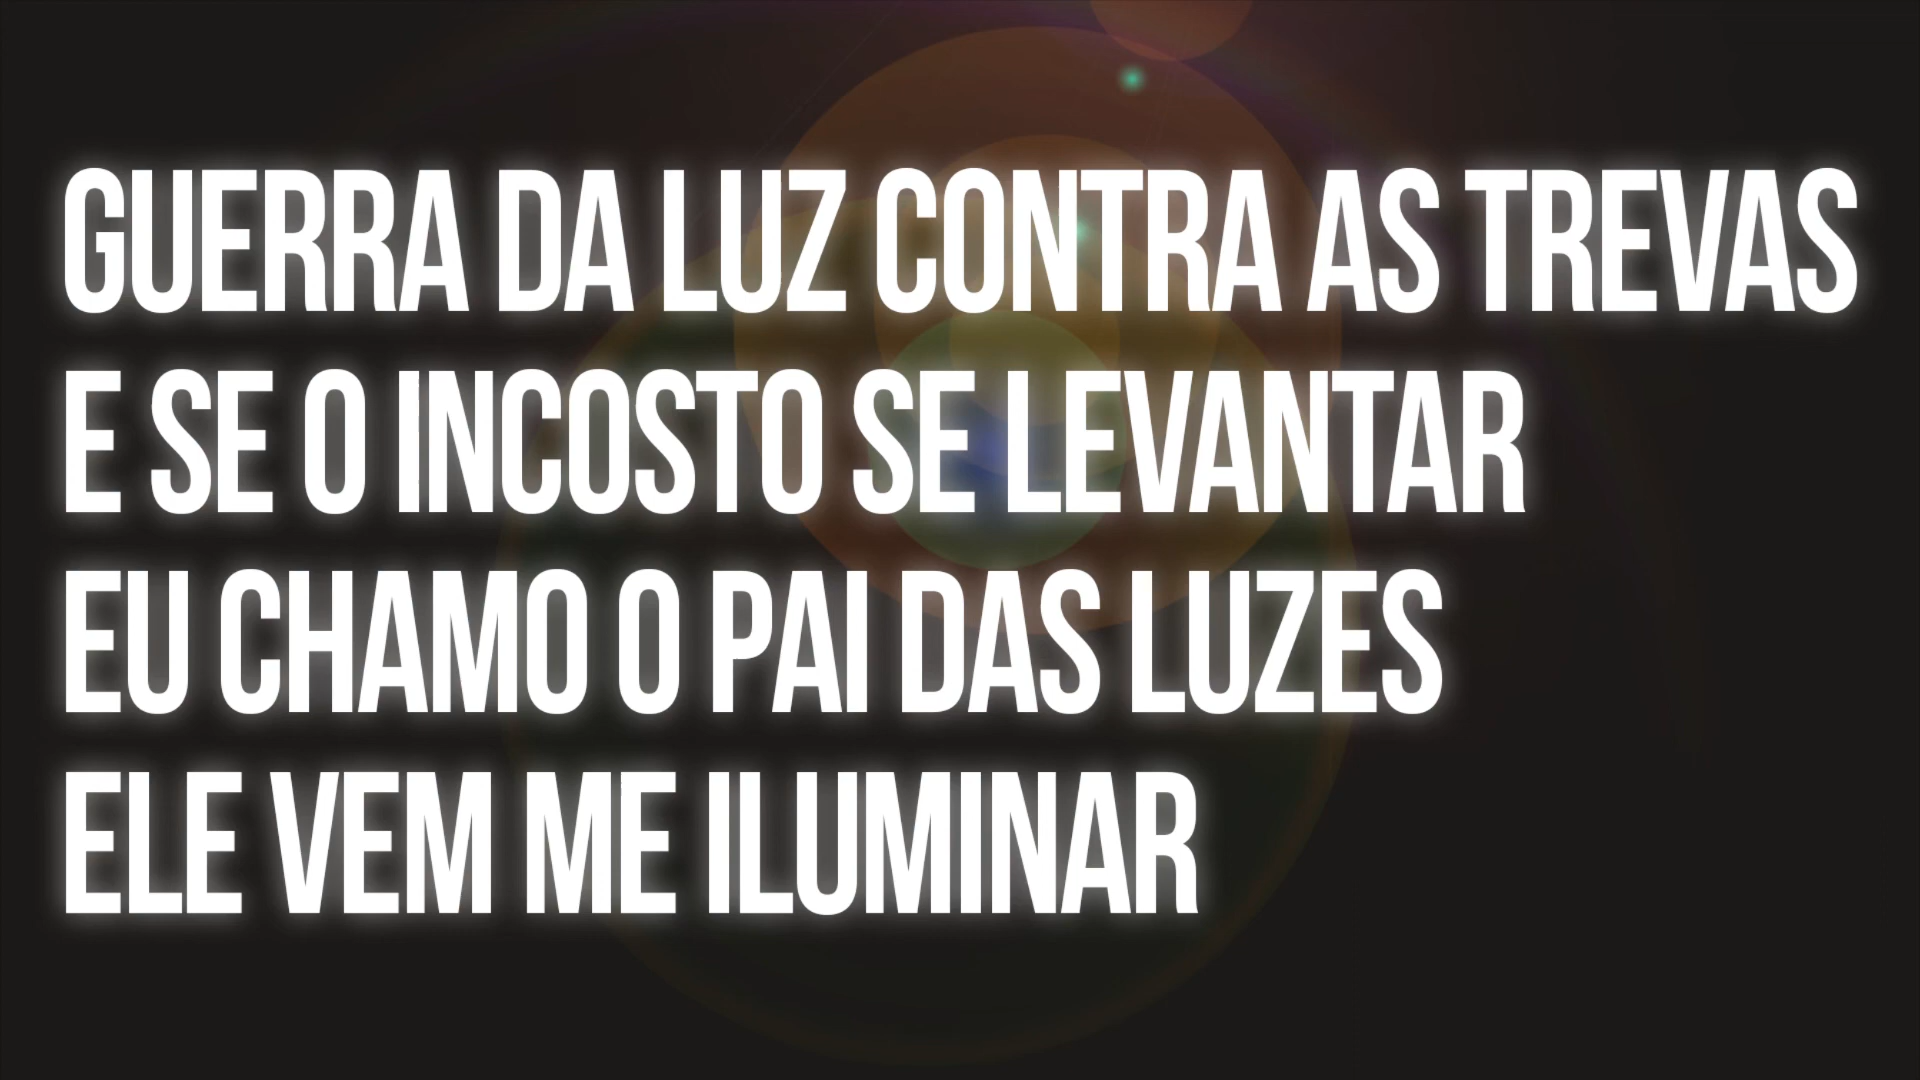 GUERRA DA LUZ CONTRA AS TREVAS
E SE O INCOSTO SE LEVANTAR
EU CHAMO O PAI DAS LUZES
ELE VEM ME ILUMINAR